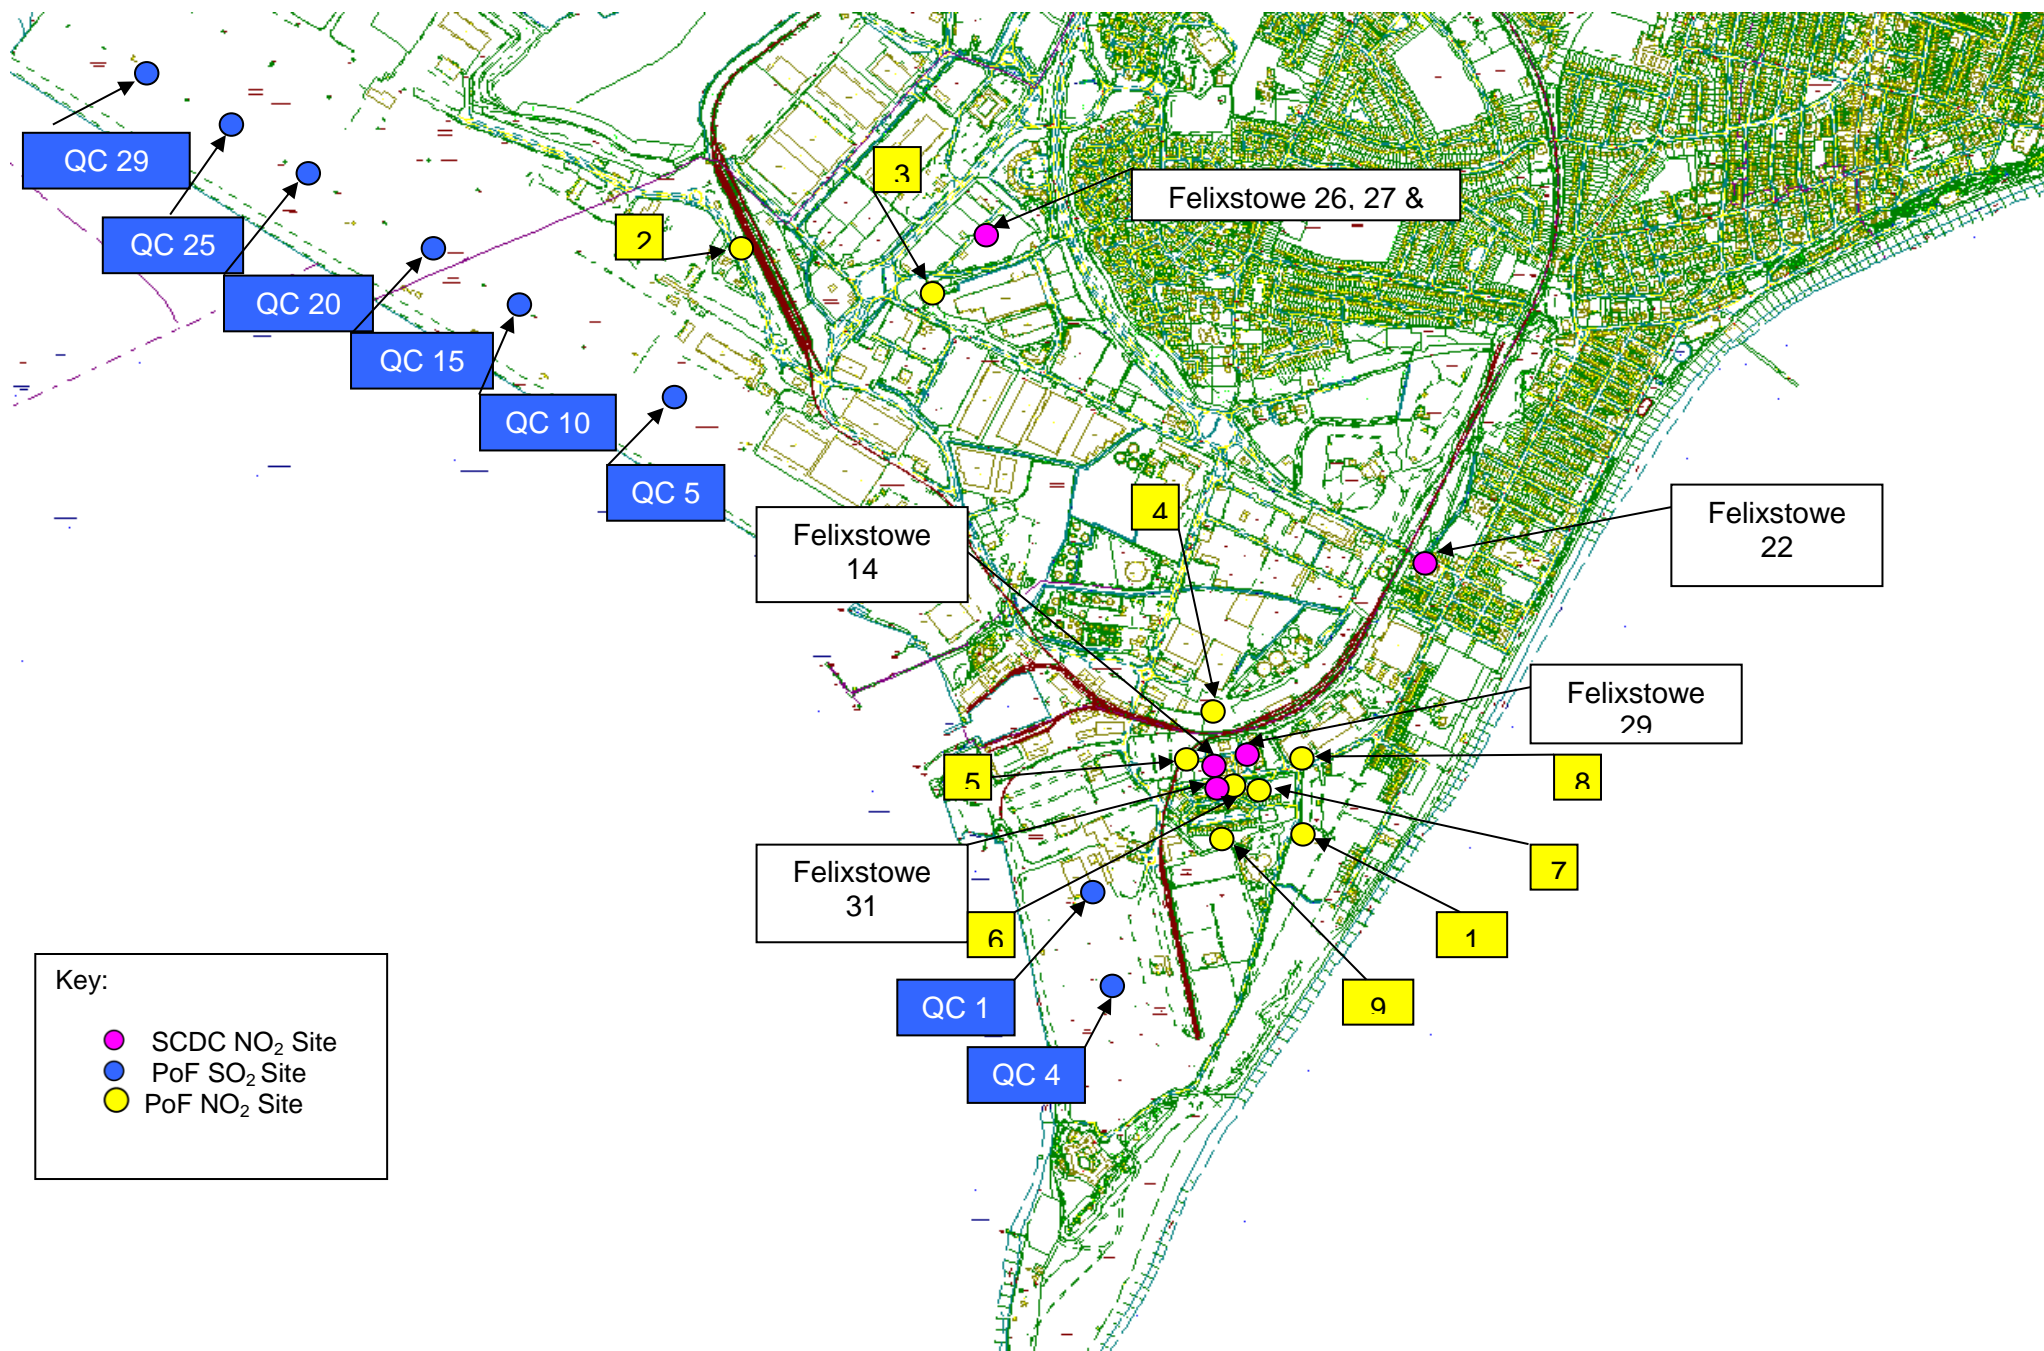 QC 29
QC 25
QC 20
QC 15
QC 10
QC 5
2
3
Felixstowe 26, 27 &
4
Felixstowe
14
Felixstowe
22
Felixstowe
29
5
8
Felixstowe
31
7
6
1
9
QC 1
QC 4
Key:
SCDC NO₂ Site
PoF SO₂ Site
PoF NO₂ Site